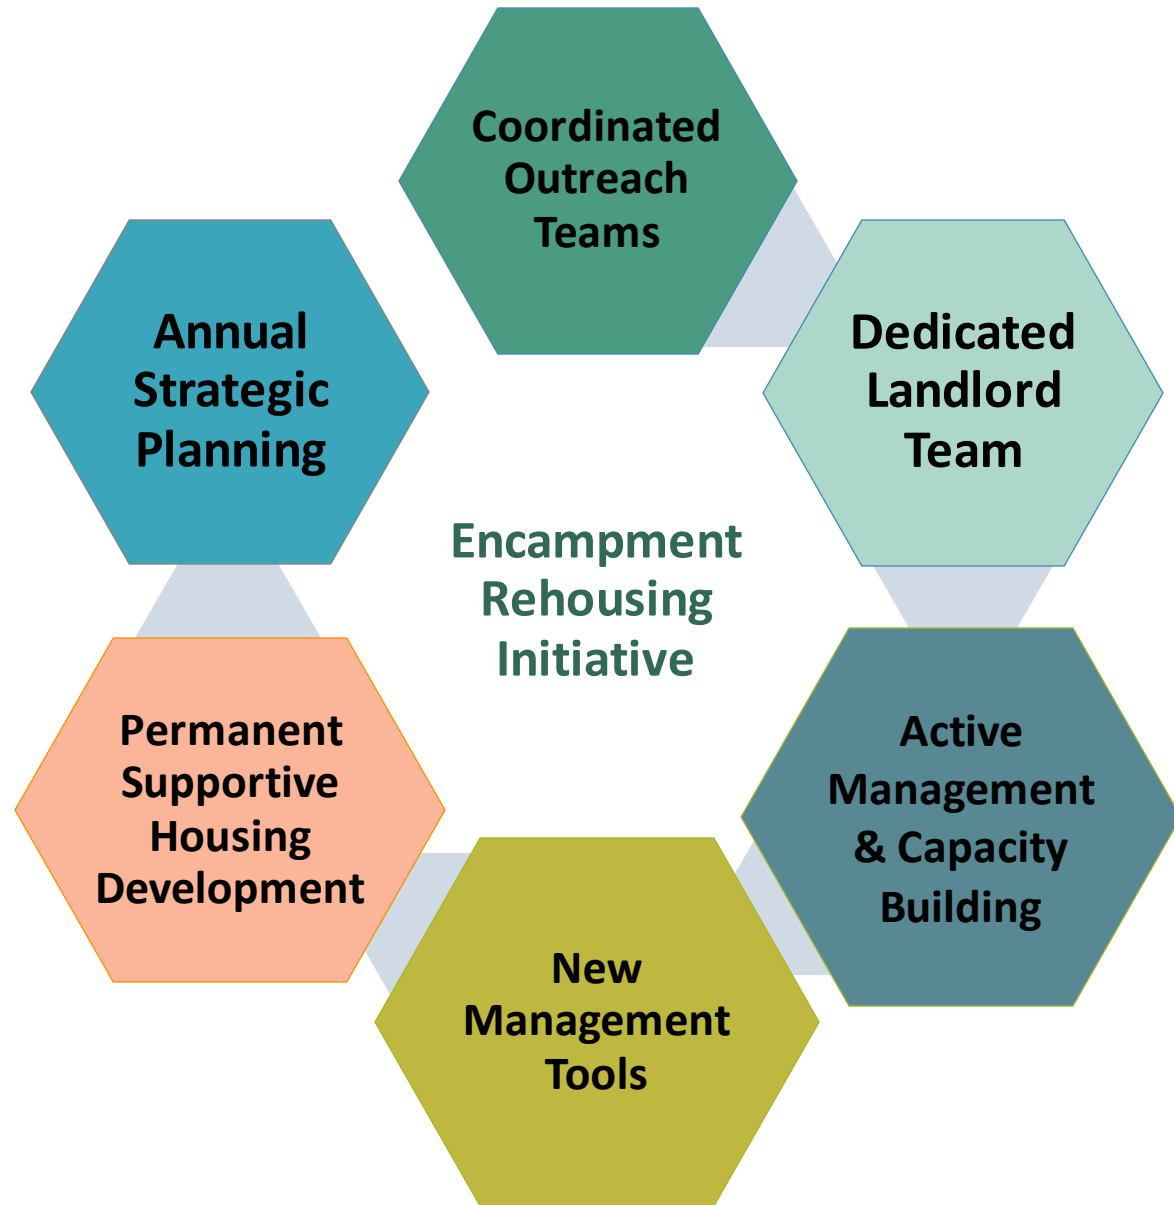 Coordinated
Outreach
Teams
Dedicated
Landlord
Team
Active
Management
& Capacity
Building
New
Management
Tools
Permanent
Supportive
Housing
Development
Annual
Strategic
Planning
Encampment
Rehousing
Initiative